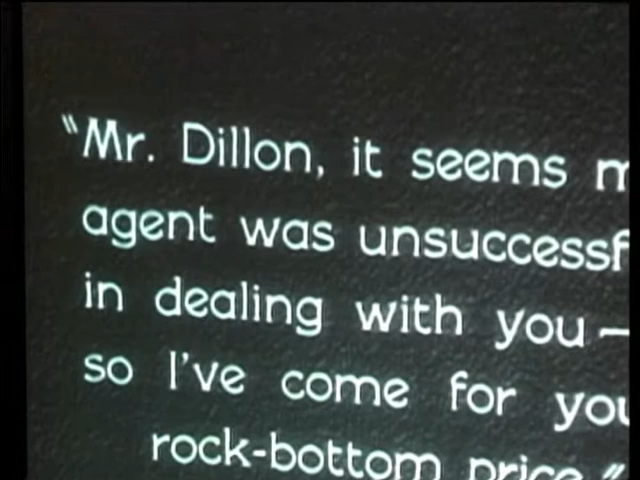 "Mr. Dillon, it seems m
agent was unsuccessf
in dealing with you—
so I've come for you
rock-bottom price."